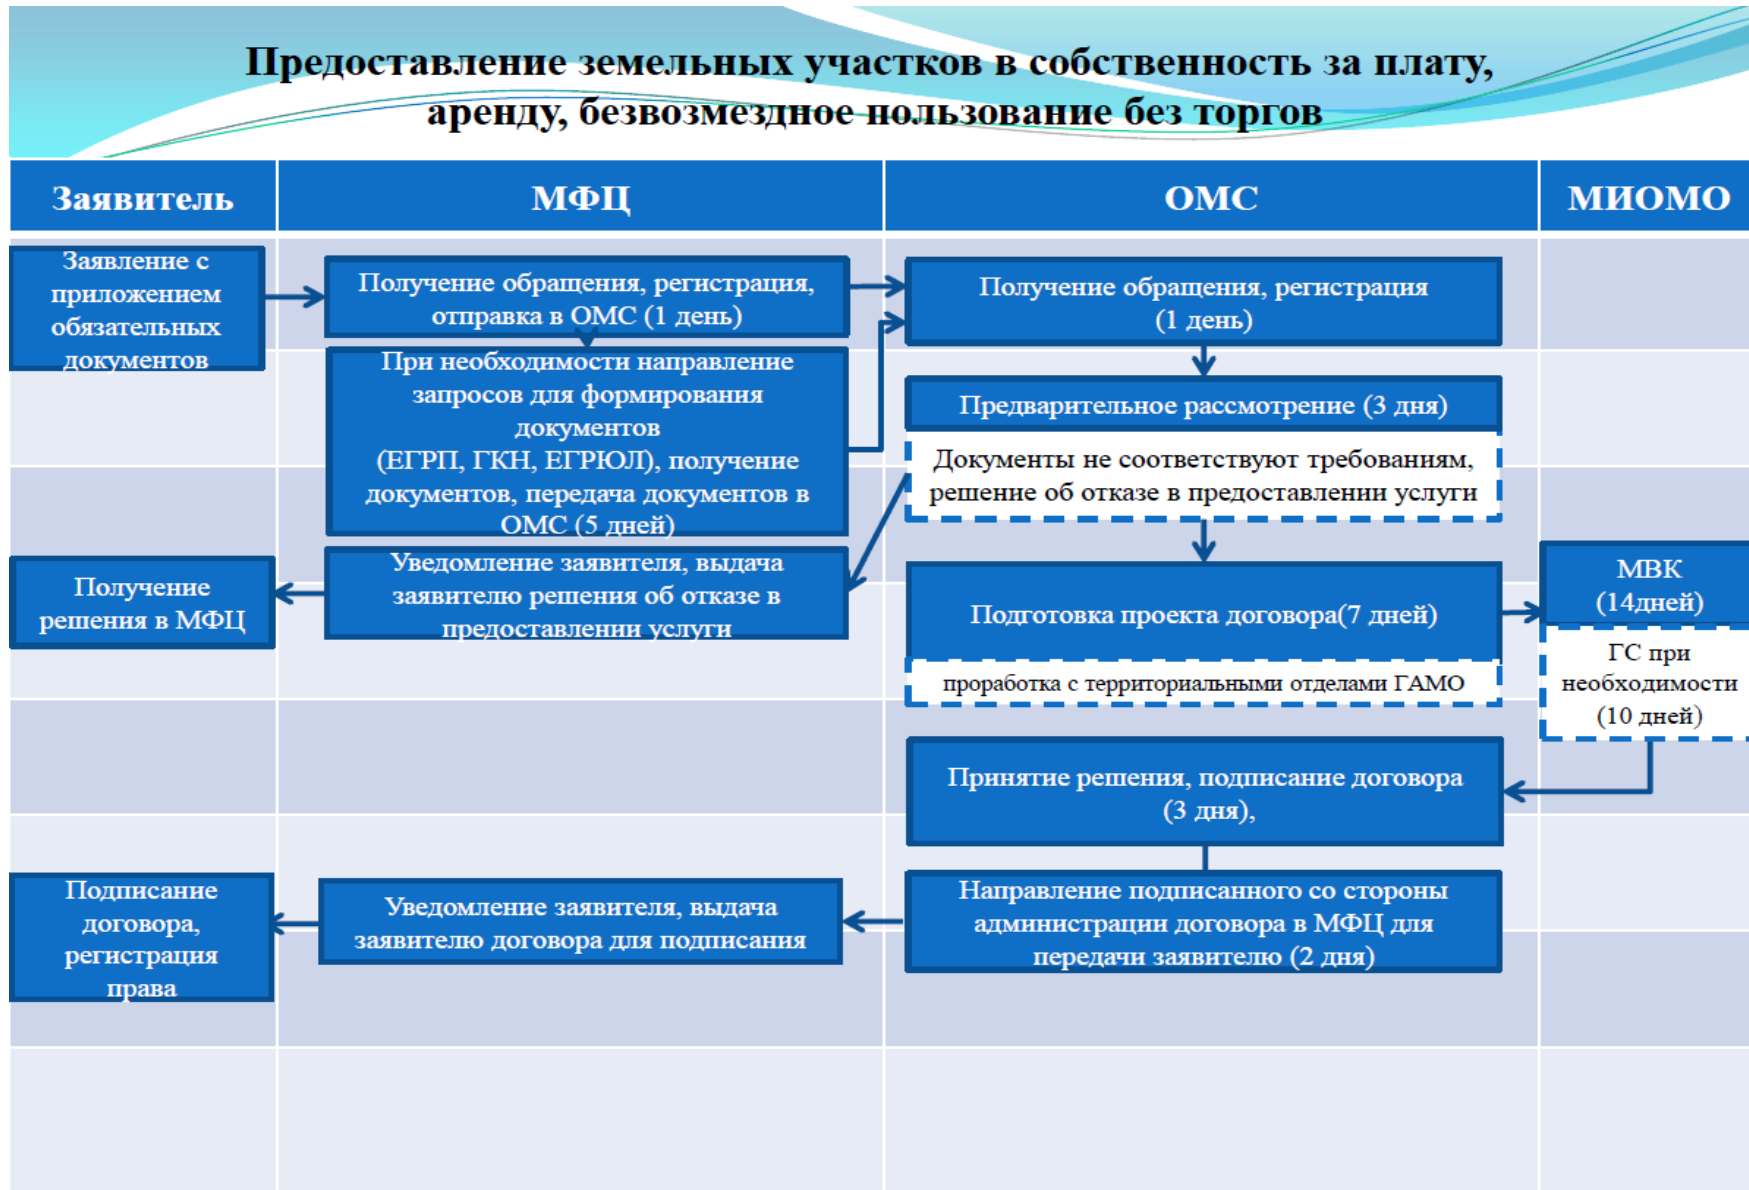 Предоставление земельных участков в собственность за плату,
аренду, безвозмездное пользование без торгов
Заявитель
МФЦ
ОМС
МИОМО
Заявление с
приложением
обязательных
документов
Получение обращения, регистрация,
отправка в ОМС (1 день)
Получение обращения, регистрация
(1 день)
При необходимости направление
запросов для формирования
документов
(ЕГРП, ГКН, ЕГРЮЛ), получение
документов, передача документов в
ОМС (5 дней)
Предварительное рассмотрение (3 дня)
Документы не соответствуют требованиям,
решение об отказе в предоставлении услуги
Получение
решения в МФЦ
Уведомление заявителя, выдача
заявителю решения об отказе в
предоставлении услуги
Подготовка проекта договора(7 дней)
проработка с территориальными отделами ГАМО
МВК
(14дней)
ГС при
необходимости
(10 дней)
Принятие решения, подписание договора
(3 дня),
Подписание
договора,
регистрация
права
Уведомление заявителя, выдача
заявителю договора для подписания
Направление подписанного со стороны
администрации договора в МФЦ для
передачи заявителю (2 дня)